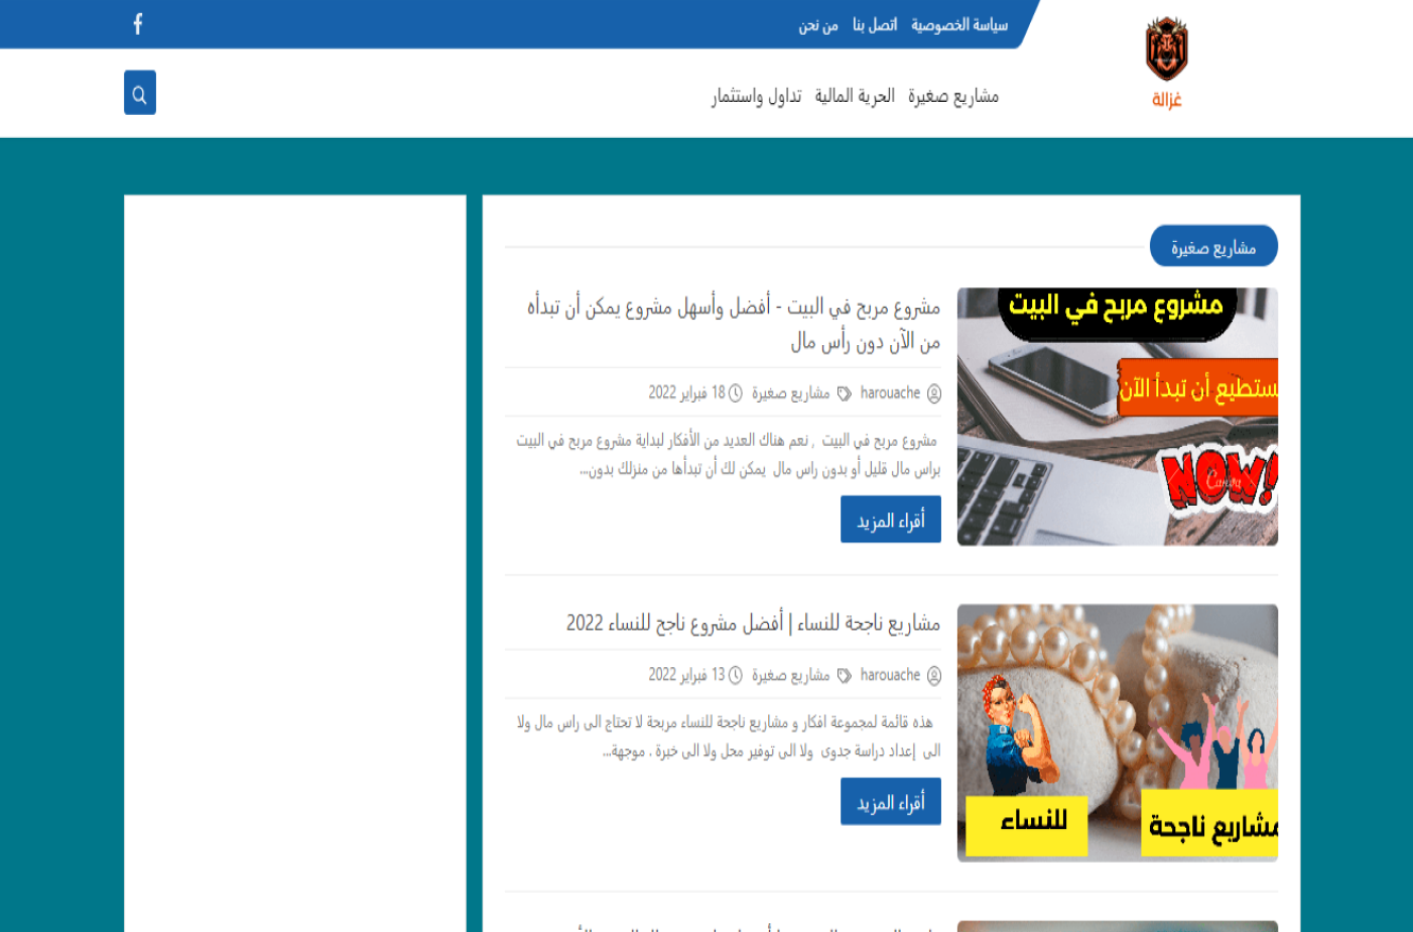 سياسة الخصوصية اتصل بنا من نحن
غزالة
مشاريع صغيرة الحرية المالية تداول واستثمار
مشاريع صغيرة
مشروع مربح في البيت
ستطيع أن تبدأ الآن
NOW!
Canva
مشروع مربح في البيت - أفضل وأسهل مشروع يمكن أن تبدأه
من الآن دون رأس مال
harouache مشاريع صغيرة 18 فبراير 2022
مشروع مربح في البيت , نعم هناك العديد من الأفكار لبداية مشروع مربح في البيت
براس مال قليل أو بدون راس مال يمكن لك أن تبدأها من منزلك بدون...
أقراء المزيد
مشاريع ناجحة
للنساء
مشاريع ناجحة للنساء | أفضل مشروع ناجح للنساء 2022
harouache مشاريع صغيرة 13 فبراير 2022
هذه قائمة لمجموعة افكار و مشاريع ناجحة للنساء مربحة لا تحتاج الى راس مال ولا
الى إعداد دراسة جدوى ولا الى توفير محل ولا الى خبرة ، موجهة...
أقراء المزيد